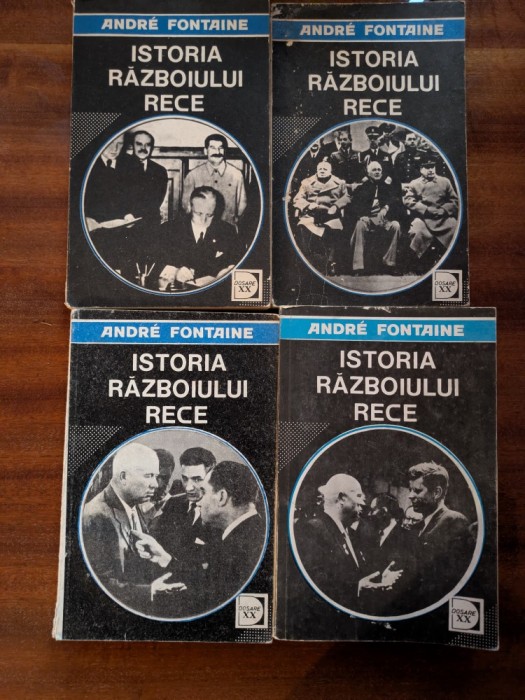 ANDRÉ FONTAINE
ISTORIA
RĂZBOIULUI
RECE
DOSARE
XX
ANDRÉ FONTAINE
ISTORIA
RĂZBOIULUI
RECE
DOSARE
XX
ANDRÉ FONTAINE
ISTORIA
RĂZBOIULUI
RECE
DOSARE
XX
ANDRÉ FONTAINE
ISTORIA
RĂZBOIULUI
RECE
DOSARE
XX